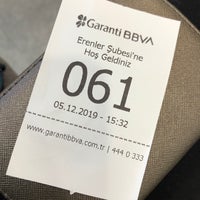 Garanti BBVA
Erenler Şubesi'ne
Hoş Geldiniz
061
05.12.2019 - 15:32
www.garantibbva.com.tr | 444 0 333